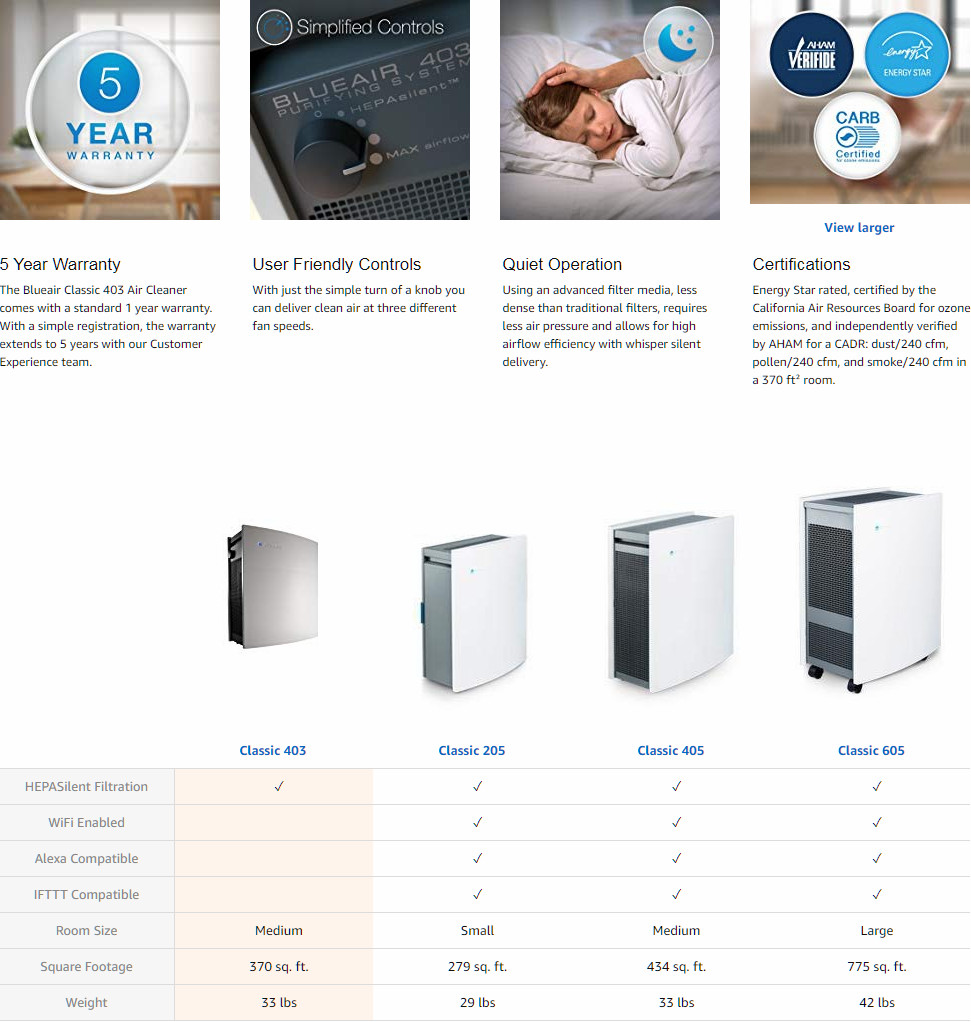 5
YEAR
WARRANTY
Simplified Controls
BLUEAIR 403
PURIFYING SYSTEM
HEPASilent™
MAX airflow
AHAM
VERIFIDE
energy
ENERGY STAR
CARB
Certified
for ozone emissions
View larger
5 Year Warranty
The Blueair Classic 403 Air Cleaner
comes with a standard 1 year warranty.
With a simple registration, the warranty
extends to 5 years with our Customer
Experience team.
User Friendly Controls
With just the simple turn of a knob you
can deliver clean air at three different
fan speeds.
Quiet Operation
Using an advanced filter media, less
dense than traditional filters, requires
less air pressure and allows for high
airflow efficiency with whisper silent
delivery.
Certifications
Energy Star rated, certified by the
California Air Resources Board for ozone
emissions, and independently verified
by AHAM for a CADR: dust/240 cfm,
pollen/240 cfm, and smoke/240 cfm in
a 370 ft² room.
Classic 403 Classic 205 Classic 405 Classic 605
HEPASilent Filtration ✓ ✓ ✓ ✓
WiFi Enabled ✓ ✓ ✓
Alexa Compatible ✓ ✓ ✓
IFTTT Compatible ✓ ✓ ✓
Room Size Medium Small Medium Large
Square Footage 370 sq. ft. 279 sq. ft. 434 sq. ft. 775 sq. ft.
Weight 33 lbs 29 lbs 33 lbs 42 lbs